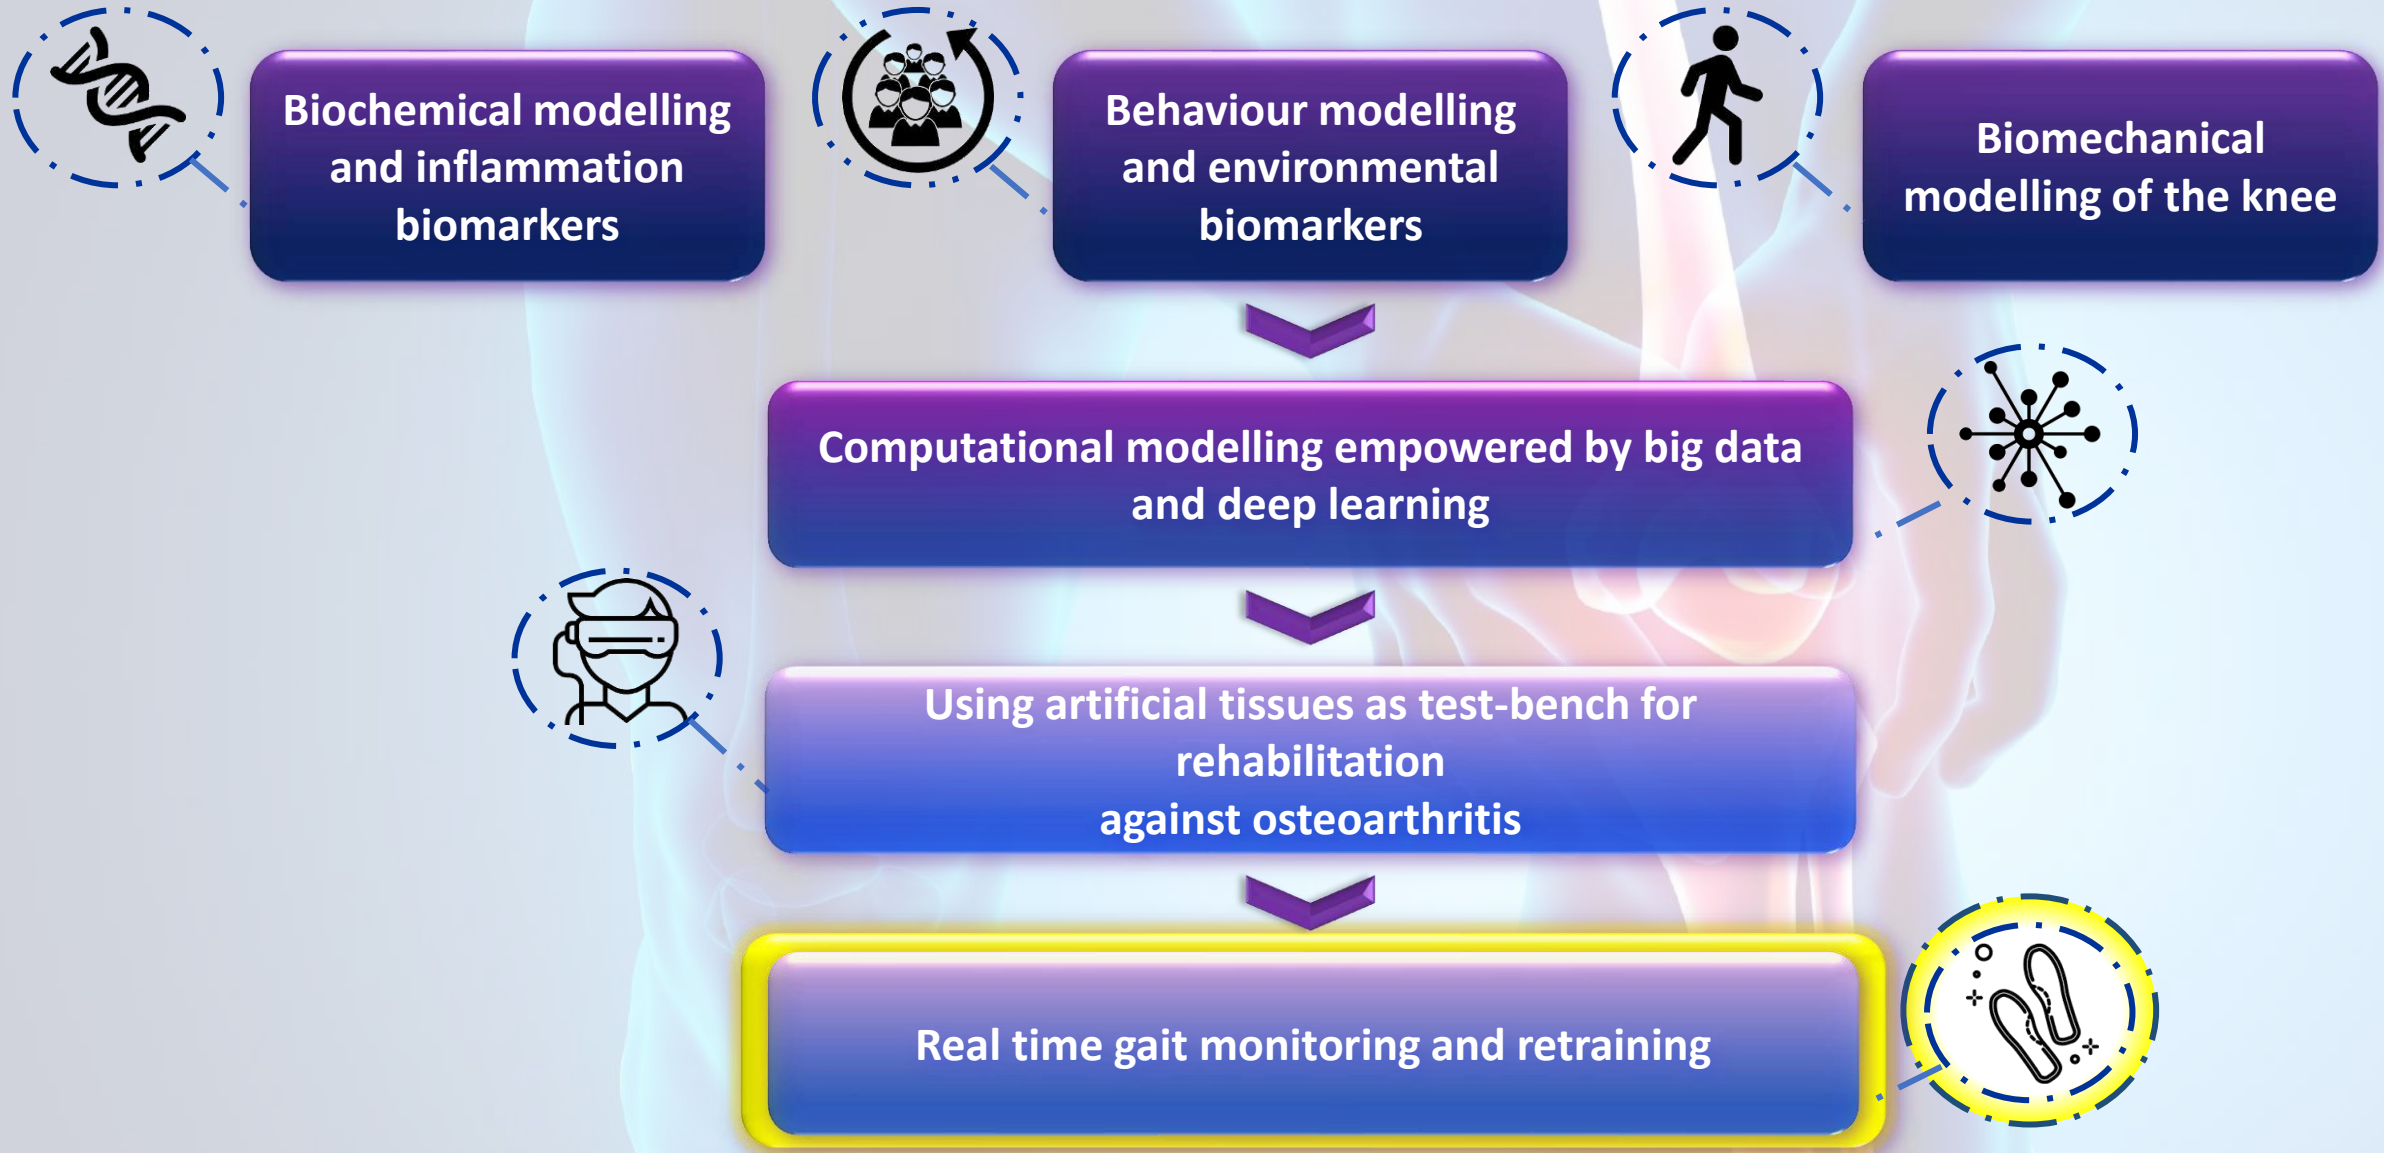 Biochemical modelling
and inflammation
biomarkers
Behaviour modelling
and environmental
biomarkers
Biomechanical
modelling of the knee
Computational modelling empowered by big data
and deep learning
Using artificial tissues as test-bench for
rehabilitation
against osteoarthritis
Real time gait monitoring and retraining